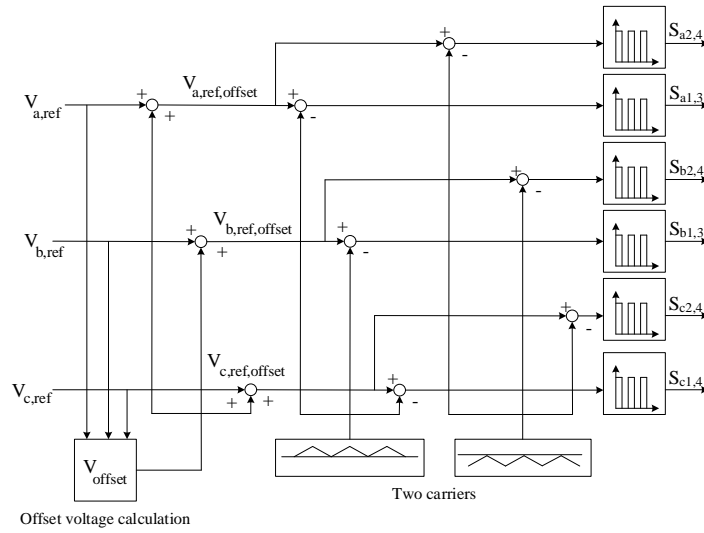 S_a2,4
+
-
V_a,ref,offset
S_a1,3
V_a,ref
+
+
+
-
S_b2,4
+
-
V_b,ref,offset
S_b1,3
V_b,ref
+
+
+
-
S_c2,4
+
-
V_c,ref,offset
S_c1,4
V_c,ref
+
+
+
-
V_offset
Two carriers
Offset voltage calculation